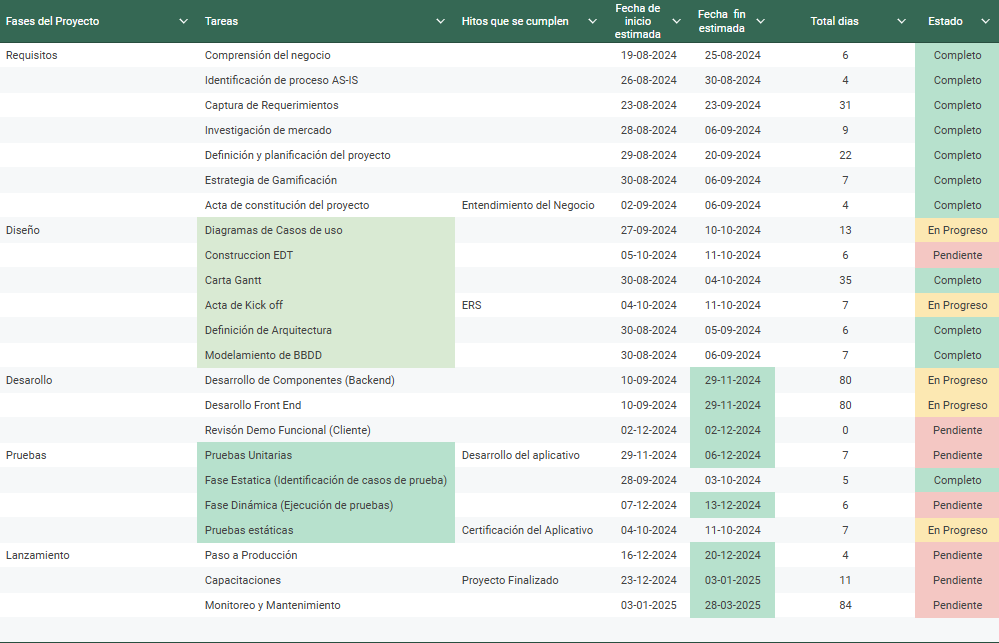 Fases del Proyecto Tareas Hitos que se cumplen Fecha de inicio estimada Fecha fin estimada Total dias Estado
Requisitos Comprensión del negocio 19-08-2024 25-08-2024 6 Completo
Identificación de proceso AS-IS 26-08-2024 30-08-2024 4 Completo
Captura de Requerimientos 23-08-2024 23-09-2024 31 Completo
Investigación de mercado 28-08-2024 06-09-2024 9 Completo
Definición y planificación del proyecto 29-08-2024 20-09-2024 22 Completo
Estrategia de Gamificación 30-08-2024 06-09-2024 7 Completo
Acta de constitución del proyecto Entendimiento del Negocio 02-09-2024 06-09-2024 4 Completo
Diseño Diagramas de Casos de uso 27-09-2024 10-10-2024 13 En Progreso
Construccion EDT 05-10-2024 11-10-2024 6 Pendiente
Carta Gantt 30-08-2024 04-10-2024 35 Completo
Acta de Kick off ERS 04-10-2024 11-10-2024 7 En Progreso
Definición de Arquitectura 30-08-2024 05-09-2024 6 Completo
Modelamiento de BBDD 30-08-2024 06-09-2024 7 Completo
Desarollo Desarrollo de Componentes (Backend) 10-09-2024 29-11-2024 80 En Progreso
Desarollo Front End 10-09-2024 29-11-2024 80 En Progreso
Revisón Demo Funcional (Cliente) 02-12-2024 02-12-2024 0 Pendiente
Pruebas Pruebas Unitarias Desarrollo del aplicativo 29-11-2024 06-12-2024 7 Pendiente
Fase Estatica (Identificación de casos de prueba) 28-09-2024 03-10-2024 5 Completo
Fase Dinámica (Ejecución de pruebas) 07-12-2024 13-12-2024 6 Pendiente
Pruebas estáticas Certificación del Aplicativo 04-10-2024 11-10-2024 7 En Progreso
Lanzamiento Paso a Producción 16-12-2024 20-12-2024 4 Pendiente
Capacitaciones Proyecto Finalizado 23-12-2024 03-01-2025 11 Pendiente
Monitoreo y Mantenimiento 03-01-2025 28-03-2025 84 Pendiente